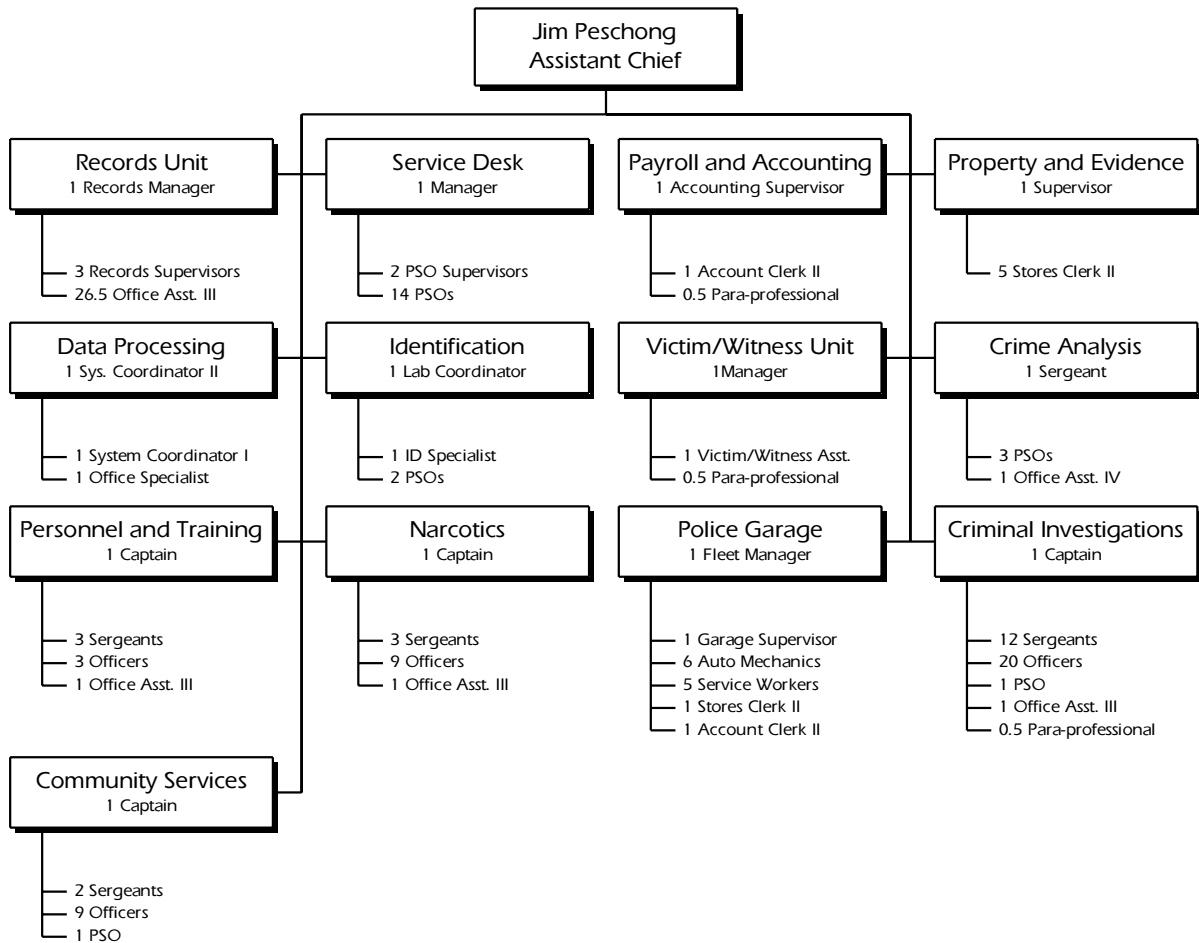 Jim Peschong
Assistant Chief
Records Unit
1 Records Manager
3 Records Supervisors
26.5 Office Asst. III
Service Desk
1 Manager
2 PSO Supervisors
14 PSOs
Payroll and Accounting
1 Accounting Supervisor
1 Account Clerk II
0.5 Para-professional
Property and Evidence
1 Supervisor
5 Stores Clerk II
Data Processing
1 Sys. Coordinator II
1 System Coordinator I
1 Office Specialist
Identification
1 Lab Coordinator
1 ID Specialist
2 PSOs
Victim/Witness Unit
1Manager
1 Victim/Witness Asst.
0.5 Para-professional
Crime Analysis
1 Sergeant
3 PSOs
1 Office Asst. IV
Personnel and Training
1 Captain
3 Sergeants
3 Officers
1 Office Asst. III
Narcotics
1 Captain
3 Sergeants
9 Officers
1 Office Asst. III
Police Garage
1 Fleet Manager
1 Garage Supervisor
6 Auto Mechanics
5 Service Workers
1 Stores Clerk II
1 Account Clerk II
Criminal Investigations
1 Captain
12 Sergeants
20 Officers
1 PSO
1 Office Asst. III
0.5 Para-professional
Community Services
1 Captain
2 Sergeants
9 Officers
1 PSO